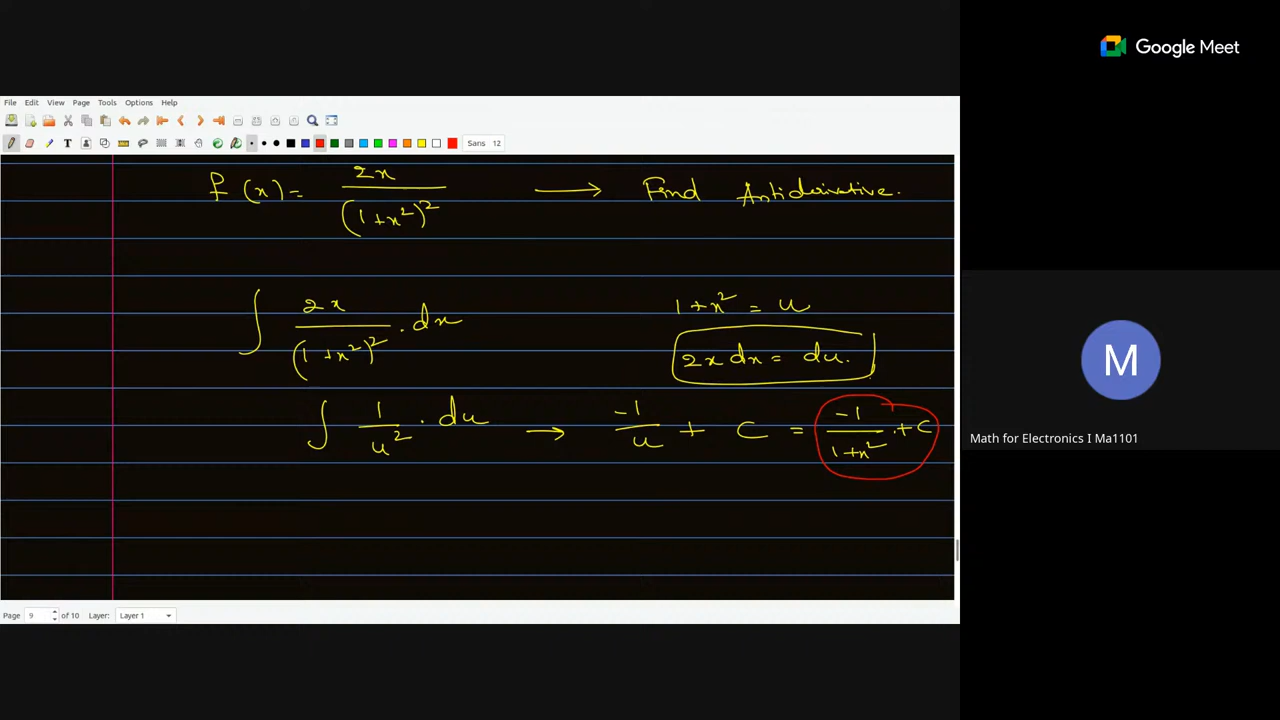 Google Meet
File Edit View Page Tools Options Help
Sans 12
f(x) = 2x / (1+x²)² → Find Antiderivative.
∫ 2x / (1+x²)² . dx 1+x² = u
2x dx = du.
∫ 1/u² . du → -1/u + C = -1/(1+x²) . + C
M
Math for Electronics I Ma1101
Page 9 of 10 Layer: Layer 1